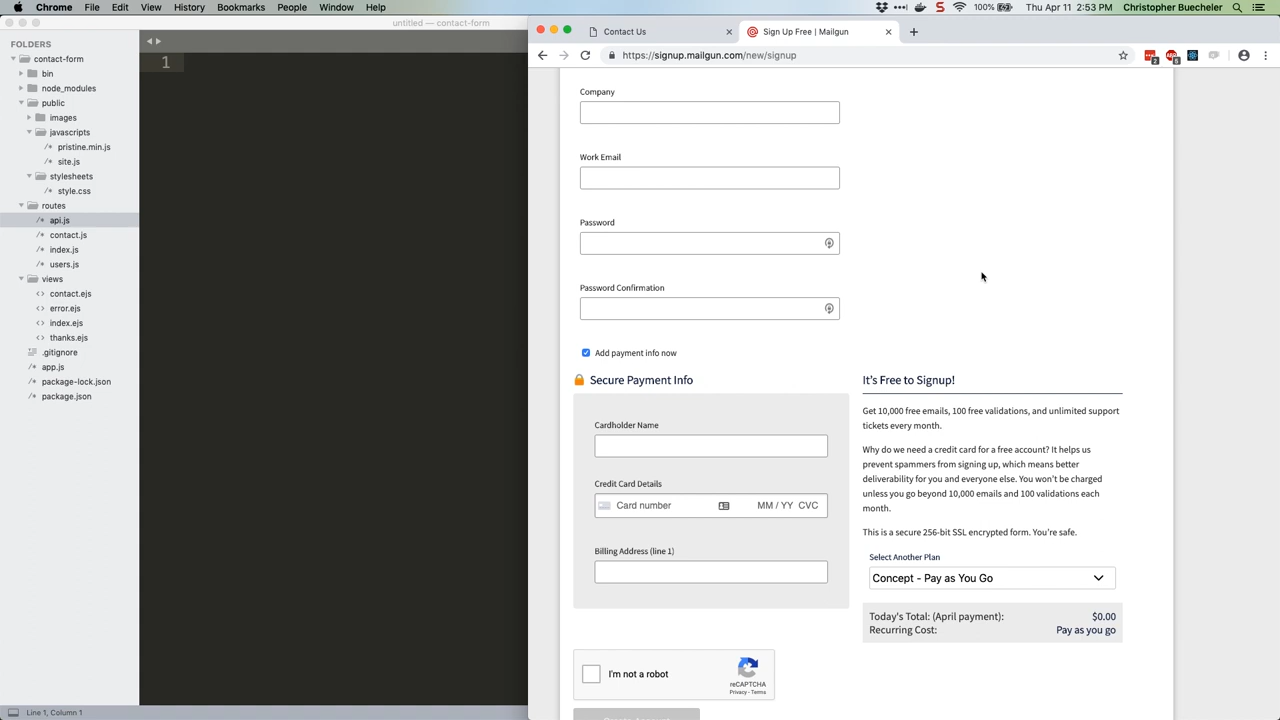 Chrome File Edit View History Bookmarks People Window Help
100% Thu Apr 11 2:53 PM Christopher Buecheler
untitled — contact-form
FOLDERS
contact-form
bin
node_modules
public
images
javascripts
pristine.min.js
site.js
stylesheets
style.css
routes
api.js
contact.js
index.js
users.js
views
contact.ejs
error.ejs
index.ejs
thanks.ejs
.gitignore
app.js
package-lock.json
package.json
1
Line 1, Column 1
Contact Us
Sign Up Free | Mailgun
https://signup.mailgun.com/new/signup
Company
Work Email
Password
Password Confirmation
Add payment info now
Secure Payment Info
Cardholder Name
Credit Card Details
Card number MM / YY CVC
Billing Address (line 1)
I'm not a robot
reCAPTCHA
Privacy - Terms
Create Account
It's Free to Signup!
Get 10,000 free emails, 100 free validations, and unlimited support
tickets every month.
Why do we need a credit card for a free account? It helps us
prevent spammers from signing up, which means better
deliverability for you and everyone else. You won't be charged
unless you go beyond 10,000 emails and 100 validations each
month.
This is a secure 256-bit SSL encrypted form. You're safe.
Select Another Plan
Concept - Pay as You Go
Today's Total: (April payment): $0.00
Recurring Cost: Pay as you go